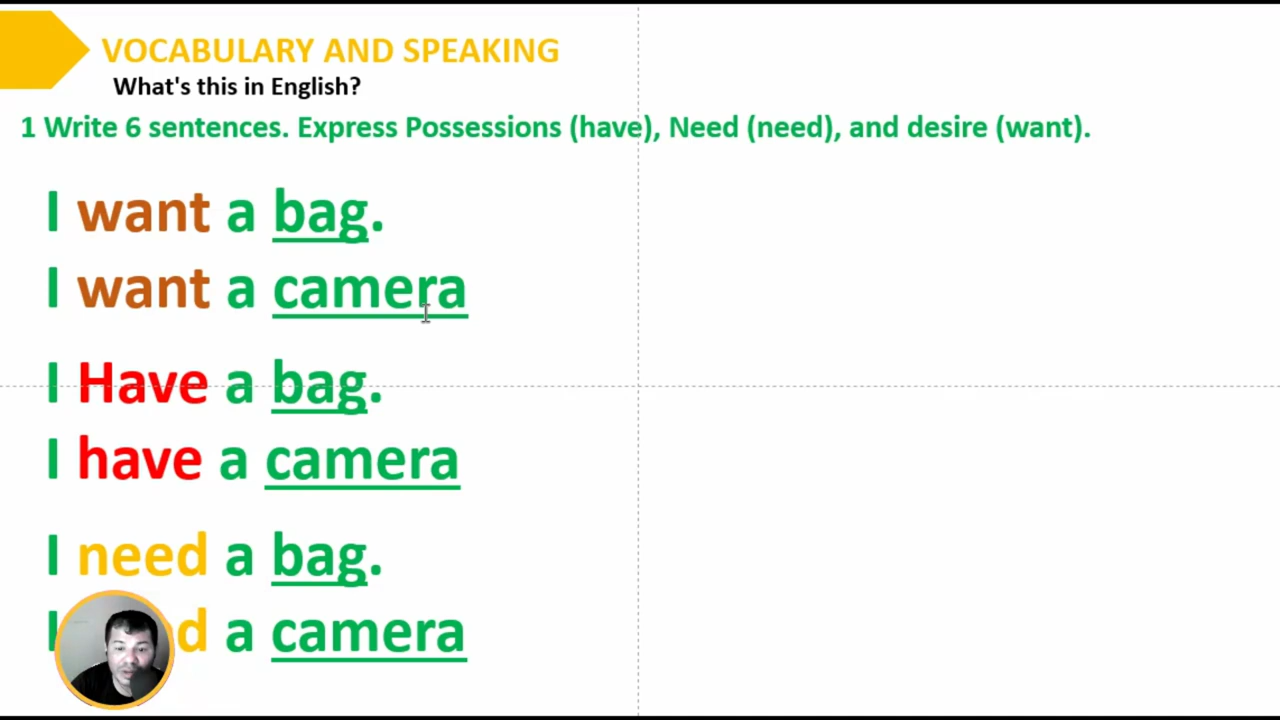 VOCABULARY AND SPEAKING
What's this in English?
1 Write 6 sentences. Express Possessions (have), Need (need), and desire (want).
I want a bag.
I want a camera
I Have a bag.
I have a camera
I need a bag.
I a camera